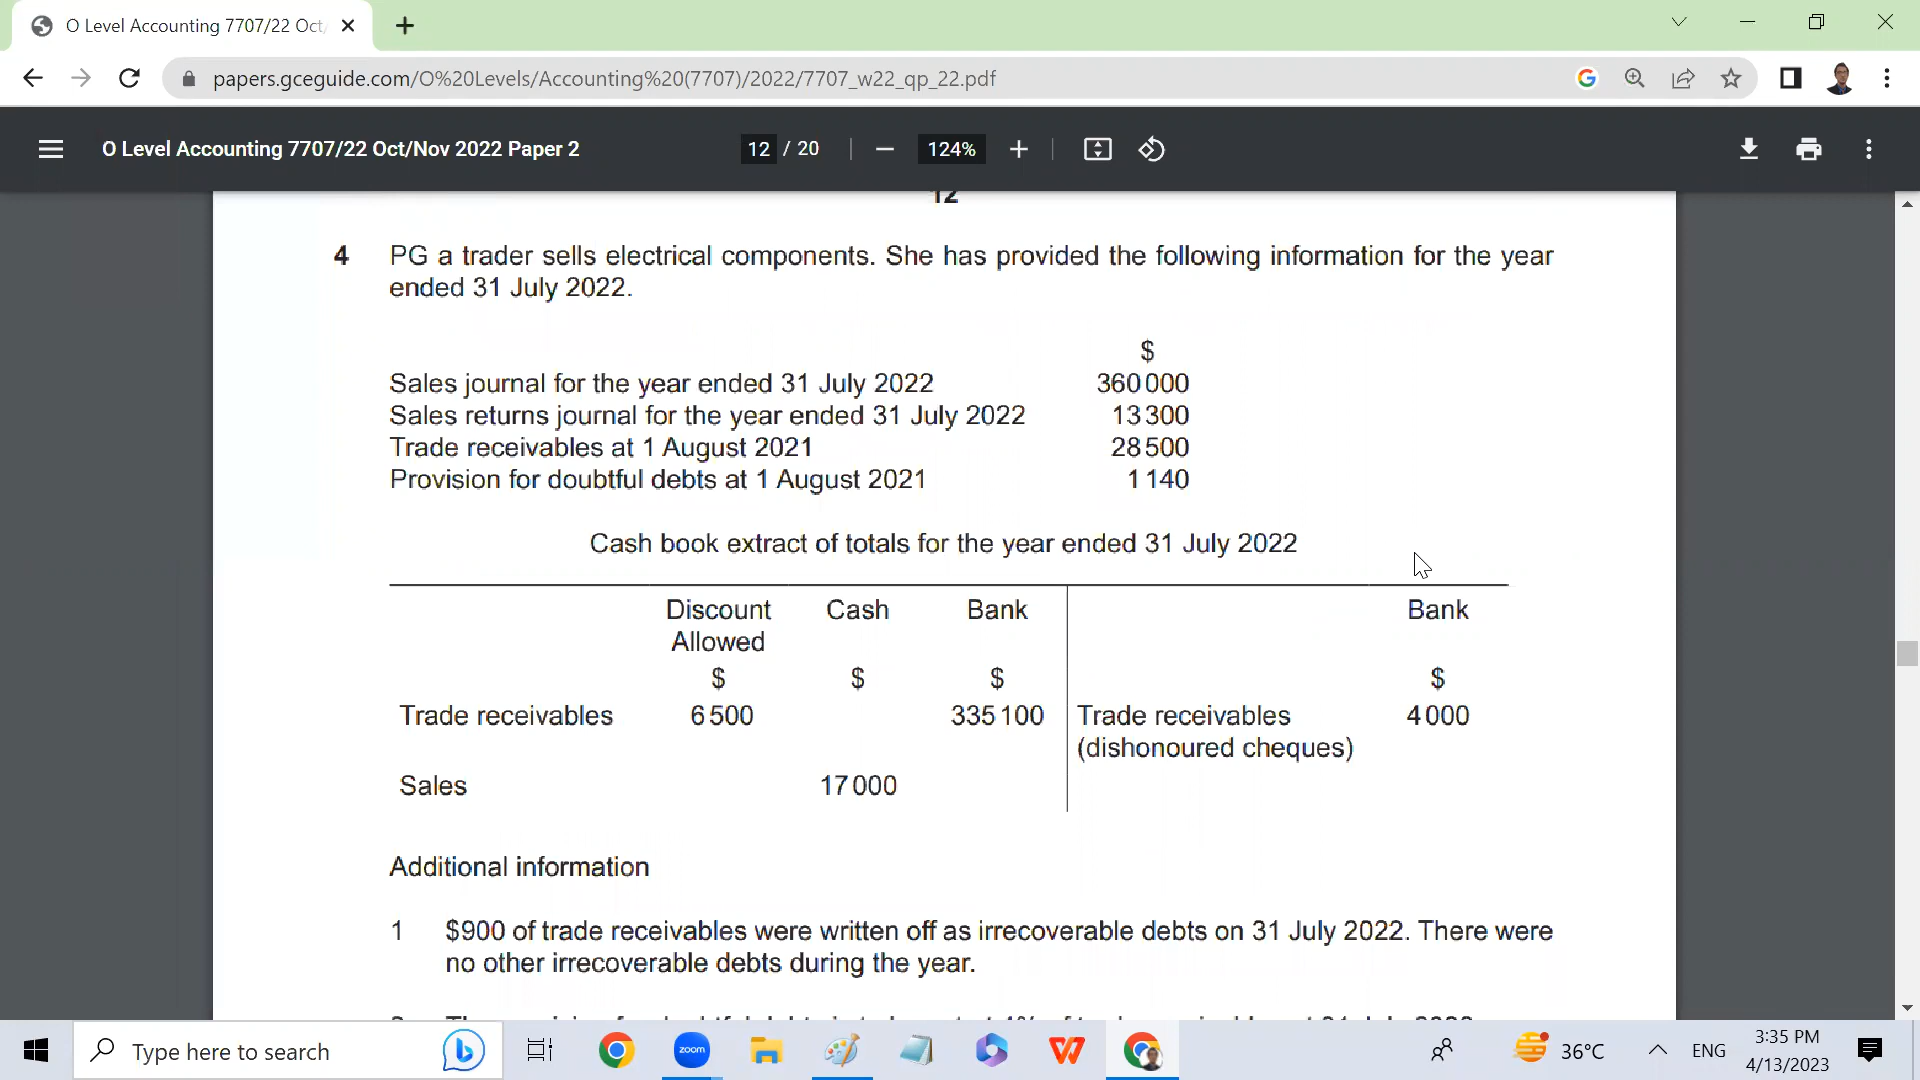 O Level Accounting 7707/22 Oct/
papers.gceguide.com/O%20Levels/Accounting%20(7707)/2022/7707_w22_qp_22.pdf
O Level Accounting 7707/22 Oct/Nov 2022 Paper 2
12 / 20
124%
12
4 PG a trader sells electrical components. She has provided the following information for the year
ended 31 July 2022.
$
Sales journal for the year ended 31 July 2022 360 000
Sales returns journal for the year ended 31 July 2022 13 300
Trade receivables at 1 August 2021 28 500
Provision for doubtful debts at 1 August 2021 1 140
Cash book extract of totals for the year ended 31 July 2022
Discount Cash Bank Bank
Allowed
$ $ $ $
Trade receivables 6 500 335 100 Trade receivables 4 000
(dishonoured cheques)
Sales 17 000
Additional information
1 $900 of trade receivables were written off as irrecoverable debts on 31 July 2022. There were
no other irrecoverable debts during the year.
Type here to search
zoom
36°C
ENG
3:35 PM
4/13/2023